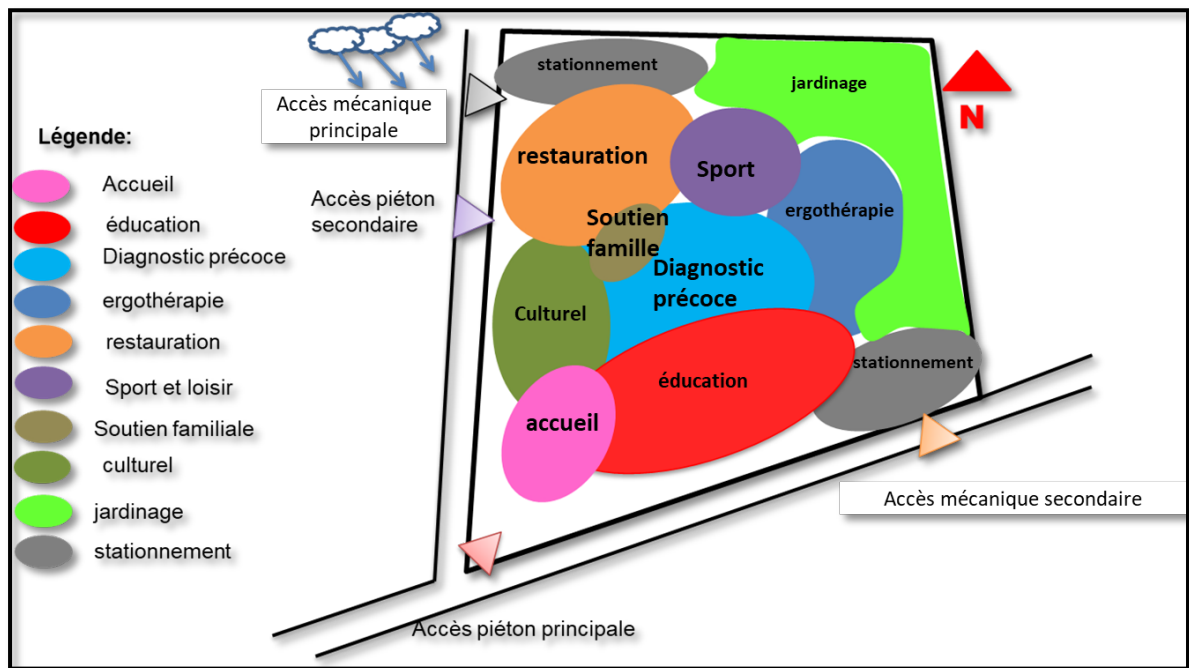 Accès mécanique
principale
Légende:
Accueil
éducation
Diagnostic précoce
ergothérapie
restauration
Sport et loisir
Soutien familiale
culturel
jardinage
stationnement
Accès piéton
secondaire
stationnement
jardinage
restauration
Sport
ergothérapie
Soutien
famille
Diagnostic
précoce
Culturel
éducation
stationnement
accueil
N
Accès mécanique secondaire
Accès piéton principale